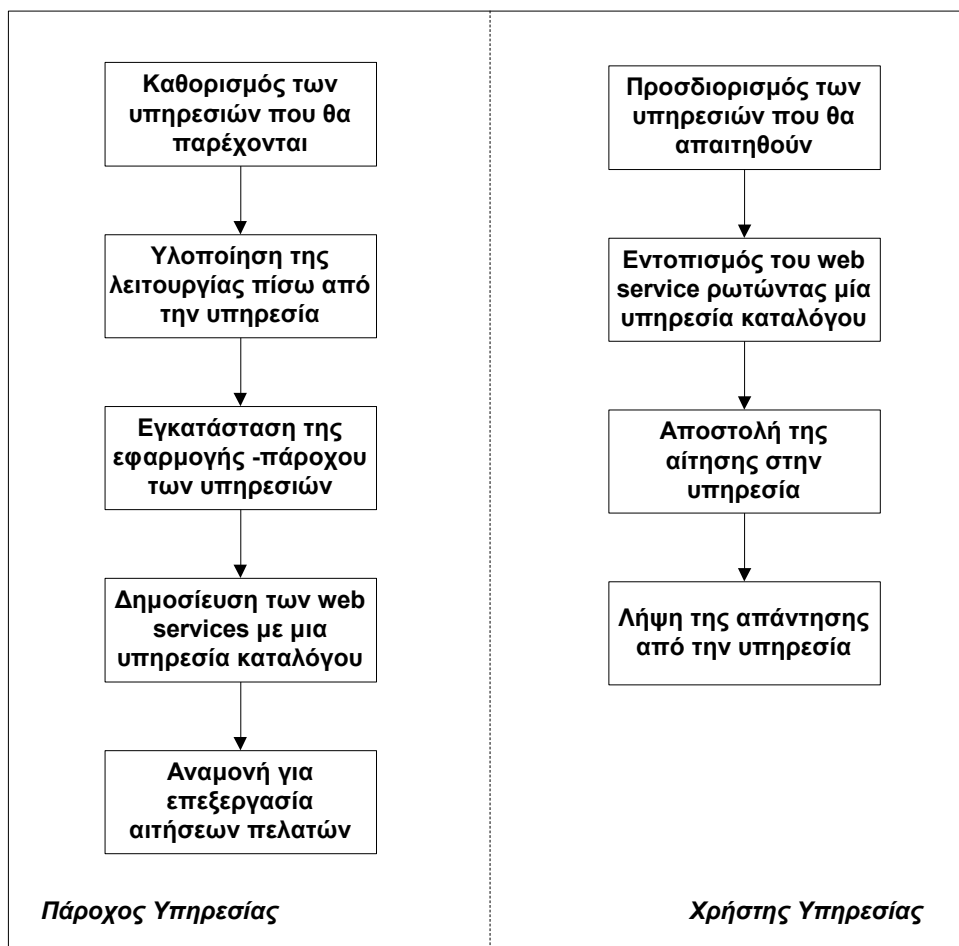 Καθορισμός των
υπηρεσιών που θα
παρέχονται
Υλοποίηση της
λειτουργίας πίσω από
την υπηρεσία
Εγκατάσταση της
εφαρμογής -πάροχου
των υπηρεσιών
Δημοσίευση των web
services με μια
υπηρεσία καταλόγου
Αναμονή για
επεξεργασία
αιτήσεων πελατών
Πάροχος Υπηρεσίας
Προσδιορισμός των
υπηρεσιών που θα
απαιτηθούν
Εντοπισμός του web
service ρωτώντας μία
υπηρεσία καταλόγου
Αποστολή της
αίτησης στην
υπηρεσία
Λήψη της απάντησης
από την υπηρεσία
Χρήστης Υπηρεσίας